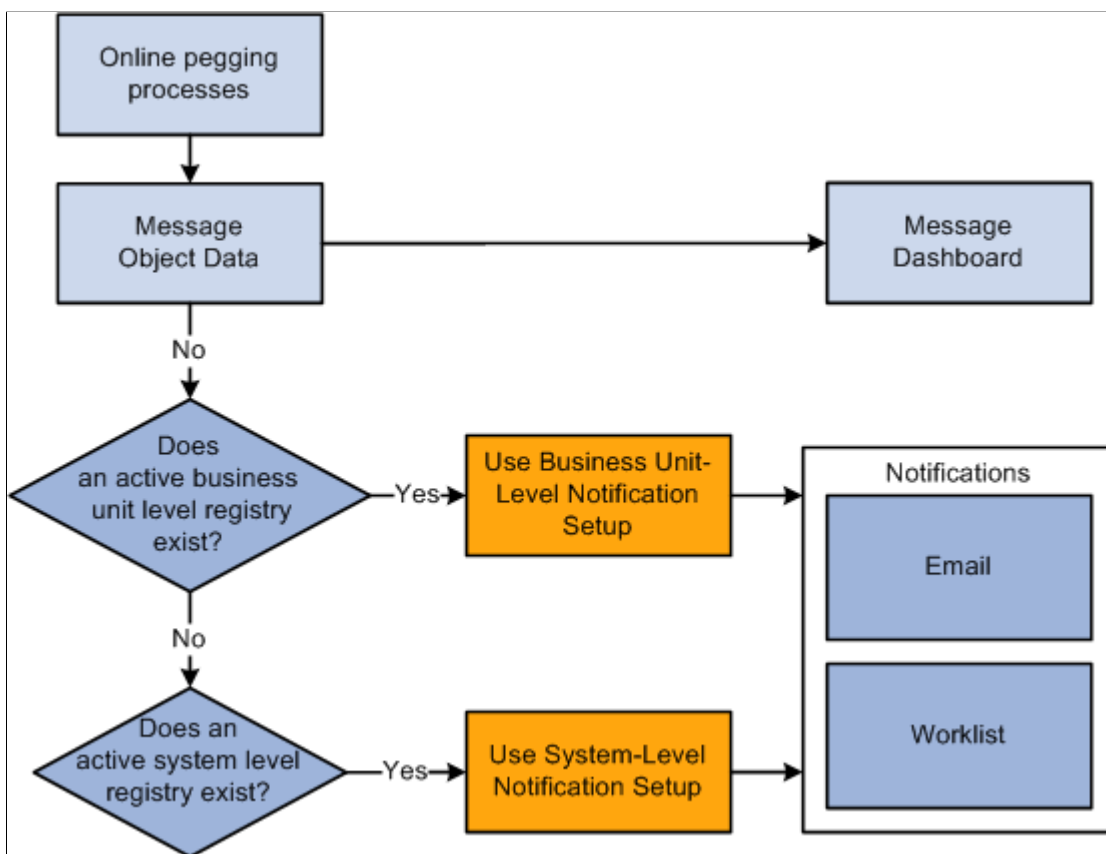 Online pegging
processes
Message
Object Data
Message
Dashboard
No
Does
an active business
unit level registry
exist?
Yes
Use Business Unit-
Level Notification
Setup
Notifications
Email
Worklist
No
Does an
active system level
registry exist?
Yes
Use System-Level
Notification Setup